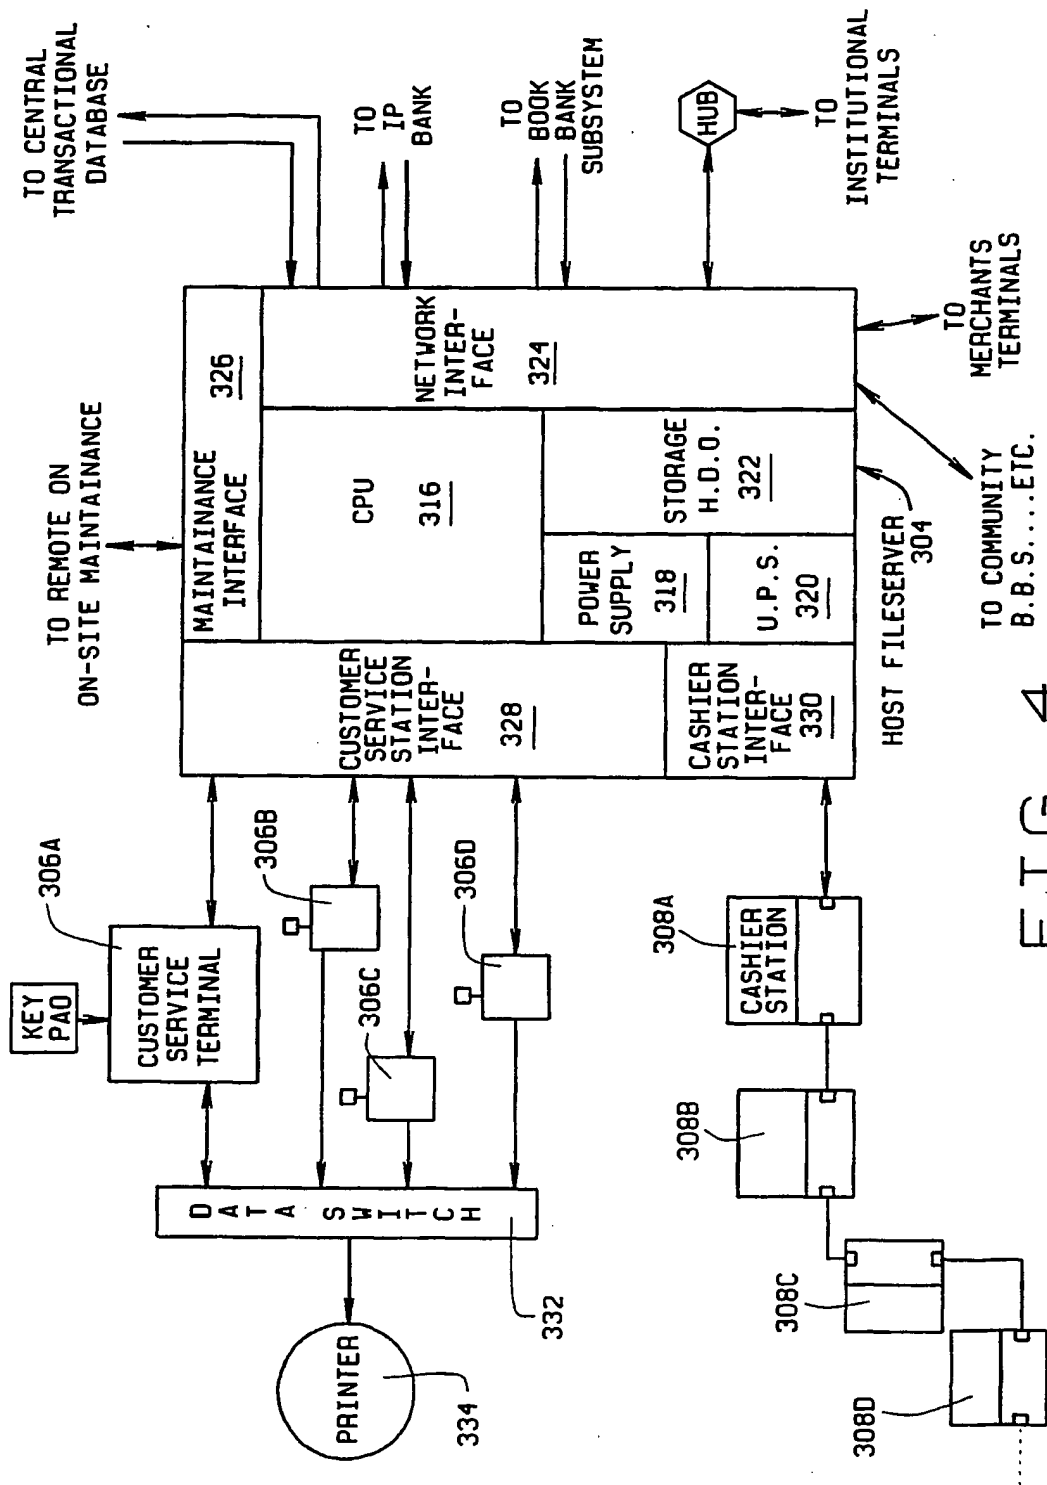 TO CENTRAL
TRANSACTIONAL
DATABASE
TO
IP
BANK
TO
BOOK
BANK
SUBSYSTEM
HUB
TO
INSTITUTIONAL
TERMINALS
TO
MERCHANTS
TERMINALS
TO COMMUNITY
B.B.S.....ETC.
TO REMOTE ON
ON-SITE MAINTAINANCE
MAINTAINANCE
INTERFACE
326
NETWORK
INTER-
FACE
324
CPU
316
STORAGE
H.D.D.
322
POWER
SUPPLY
318
U.P.S.
320
HOST FILESERVER
304
CUSTOMER
SERVICE
STATION
INTER-
FACE
328
CASHIER
STATION
INTER-
FACE
330
306A
KEY
PAD
CUSTOMER
SERVICE
TERMINAL
306B
306C
306D
DATA SWITCH
332
PRINTER
334
308A
CASHIER
STATION
308B
308C
308D
FIG 4